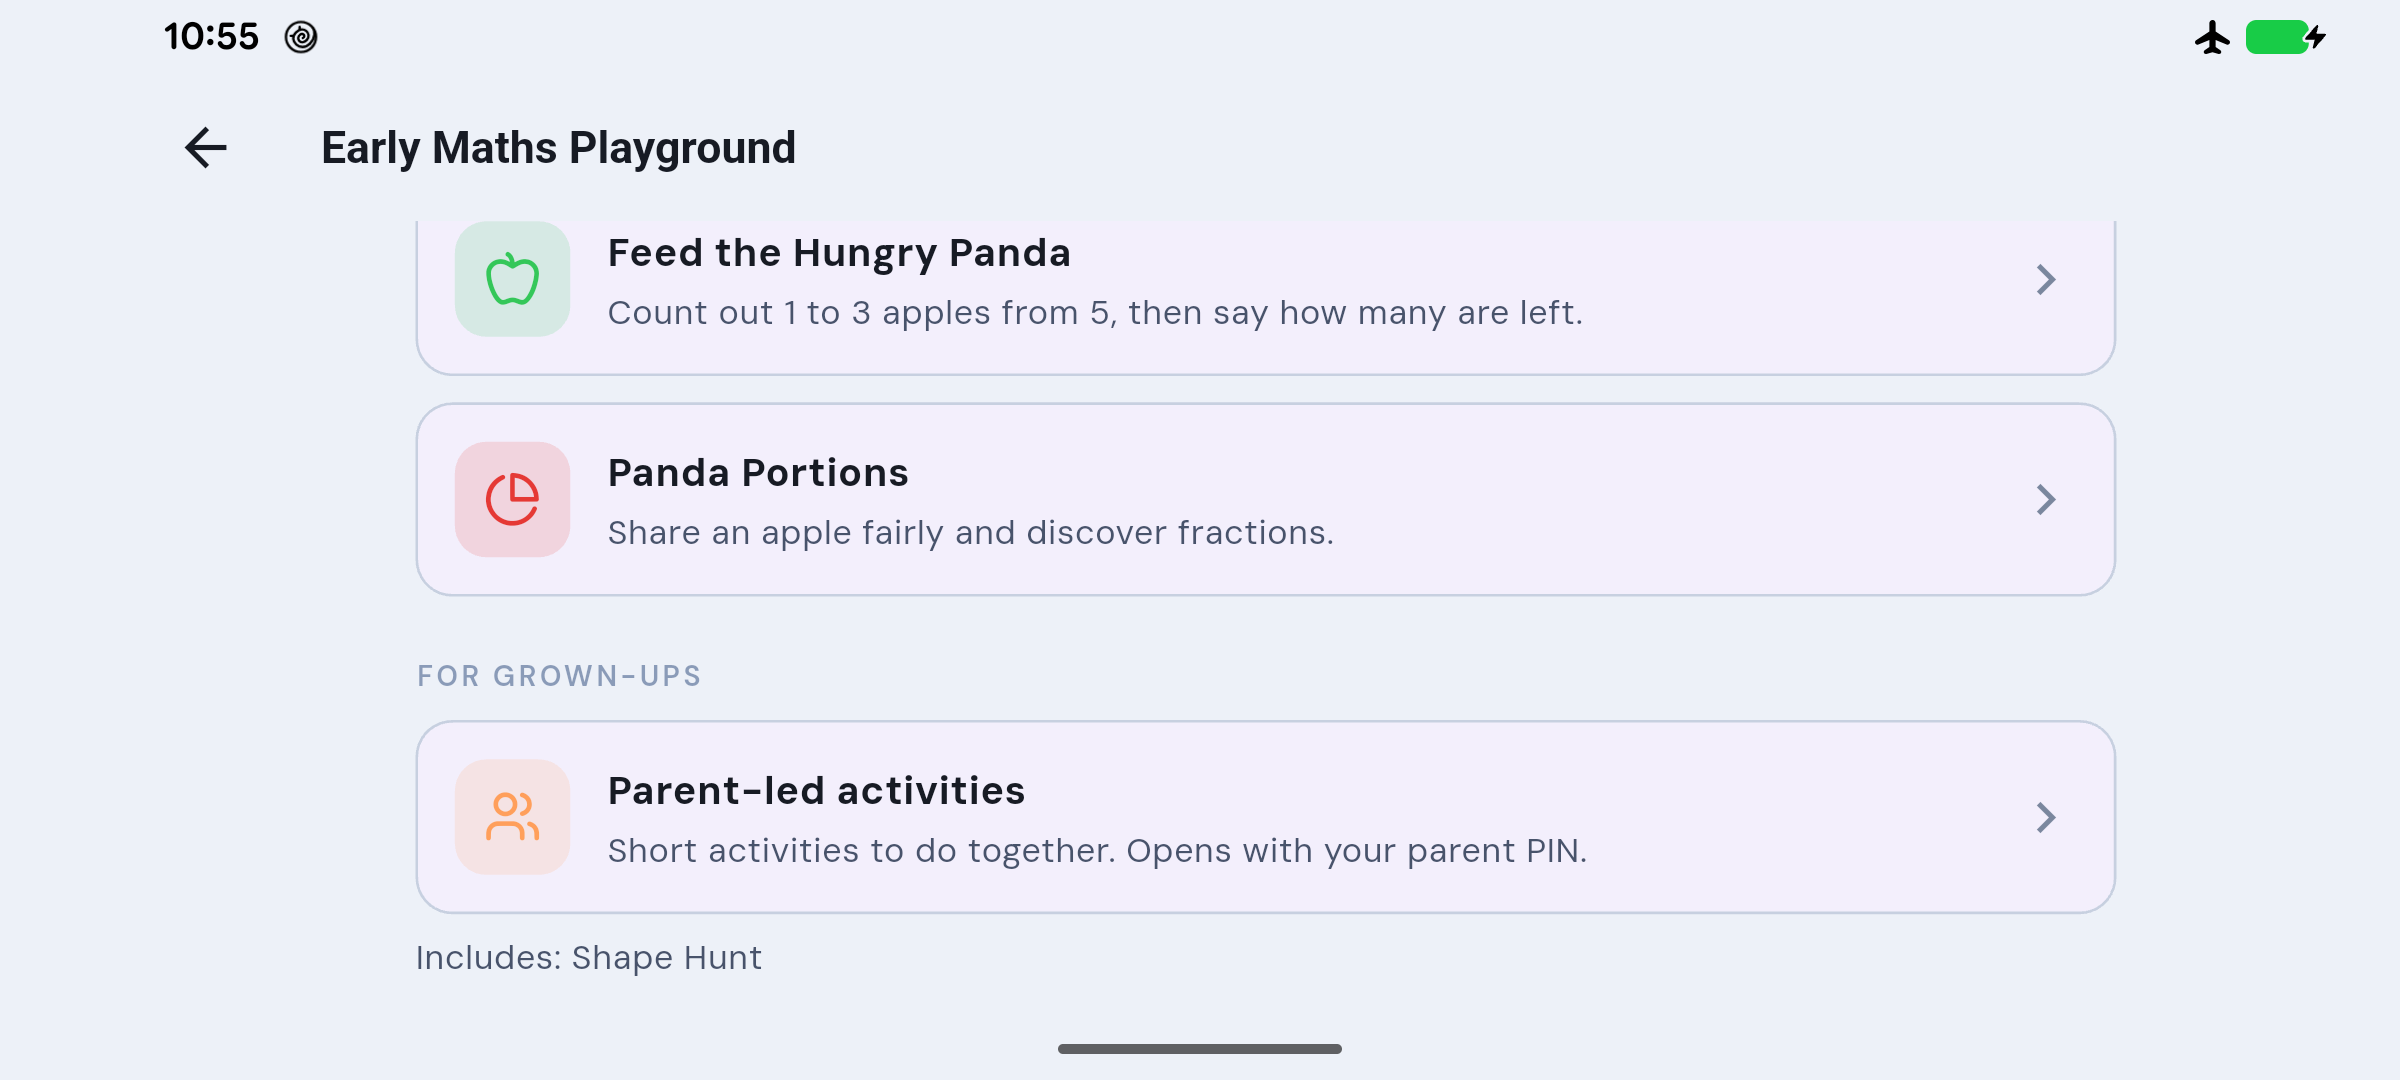 10:55
Early Maths Playground
Feed the Hungry Panda
Count out 1 to 3 apples from 5, then say how many are left.
Panda Portions
Share an apple fairly and discover fractions.
FOR GROWN-UPS
Parent-led activities
Short activities to do together. Opens with your parent PIN.
Includes: Shape Hunt